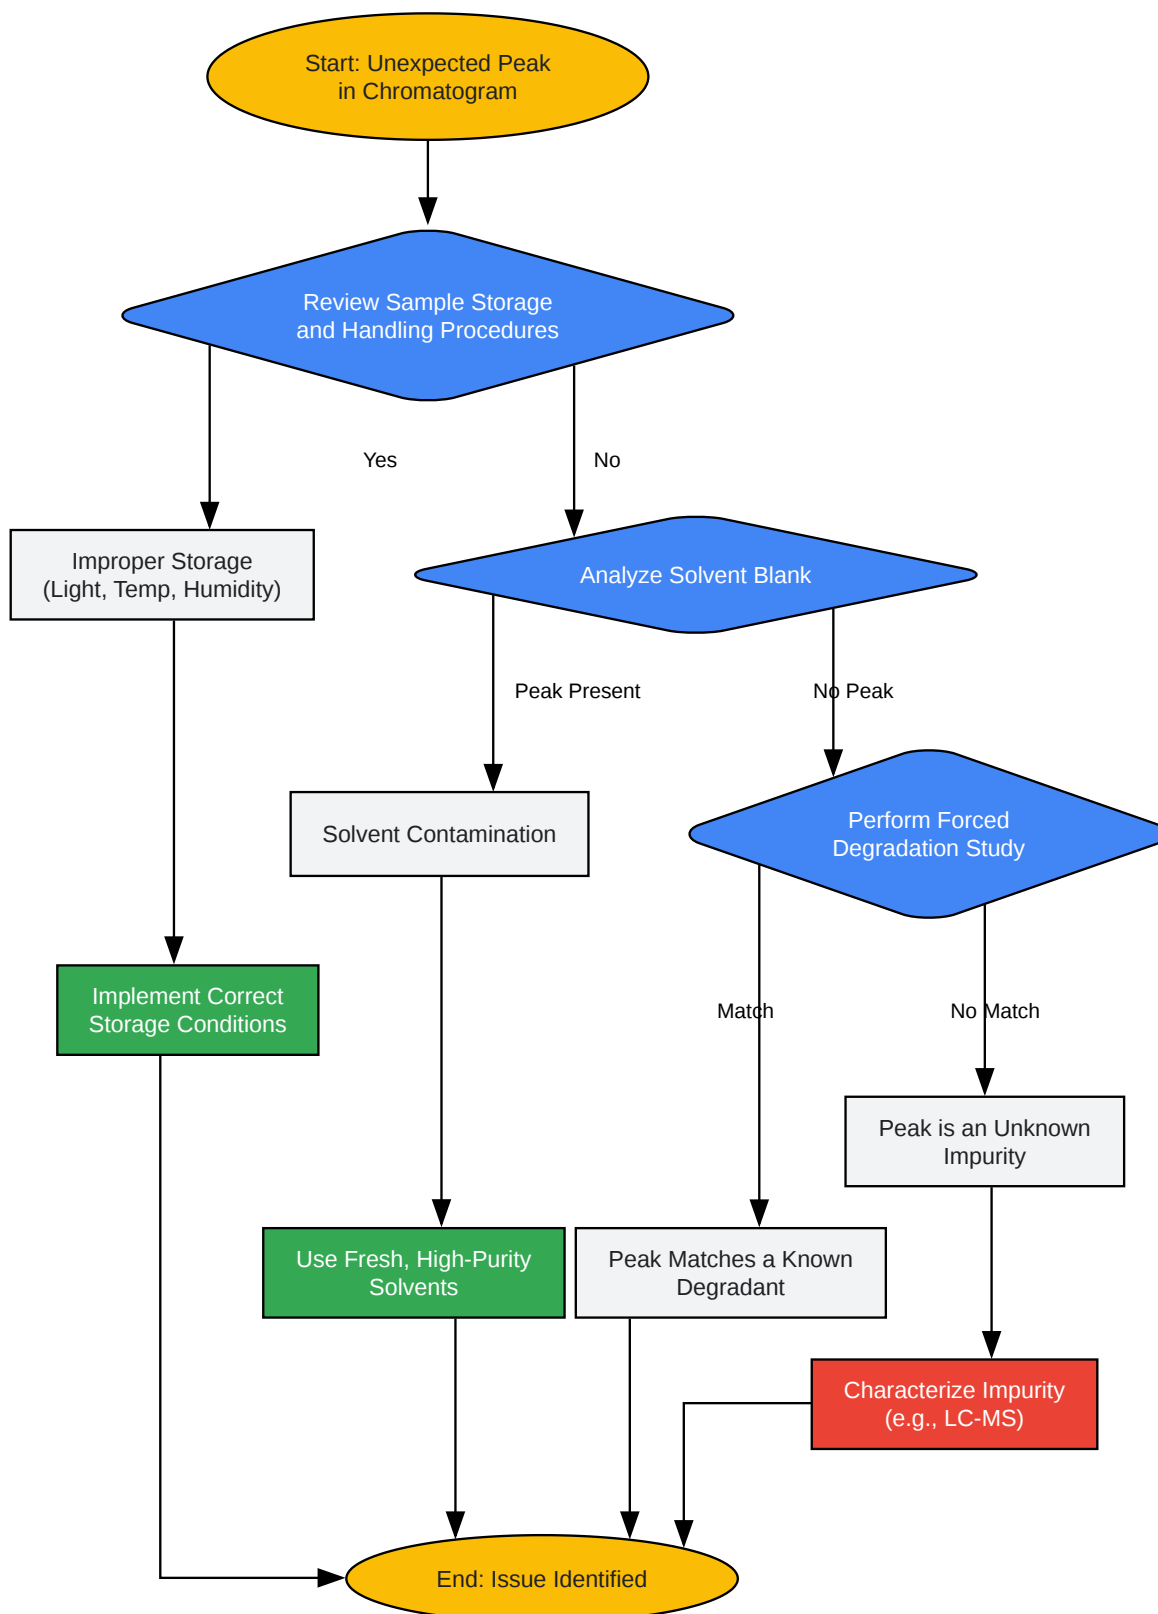 Start: Unexpected Peak
in Chromatogram
Review Sample Storage
and Handling Procedures
Yes
No
Improper Storage
(Light, Temp, Humidity)
Analyze Solvent Blank
Peak Present
No Peak
Solvent Contamination
Perform Forced
Degradation Study
Implement Correct
Storage Conditions
Match
No Match
Peak is an Unknown
Impurity
Use Fresh, High-Purity
Solvents
Peak Matches a Known
Degradant
Characterize Impurity
(e.g., LC-MS)
End: Issue Identified